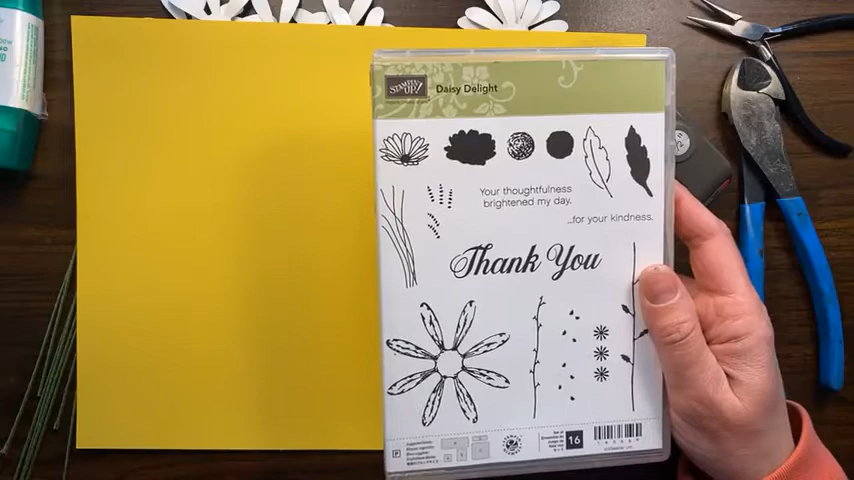 STAMPIN' UP!
Daisy Delight
Your thoughtfulness
brightened my day.
...for your kindness.
Thank You
16